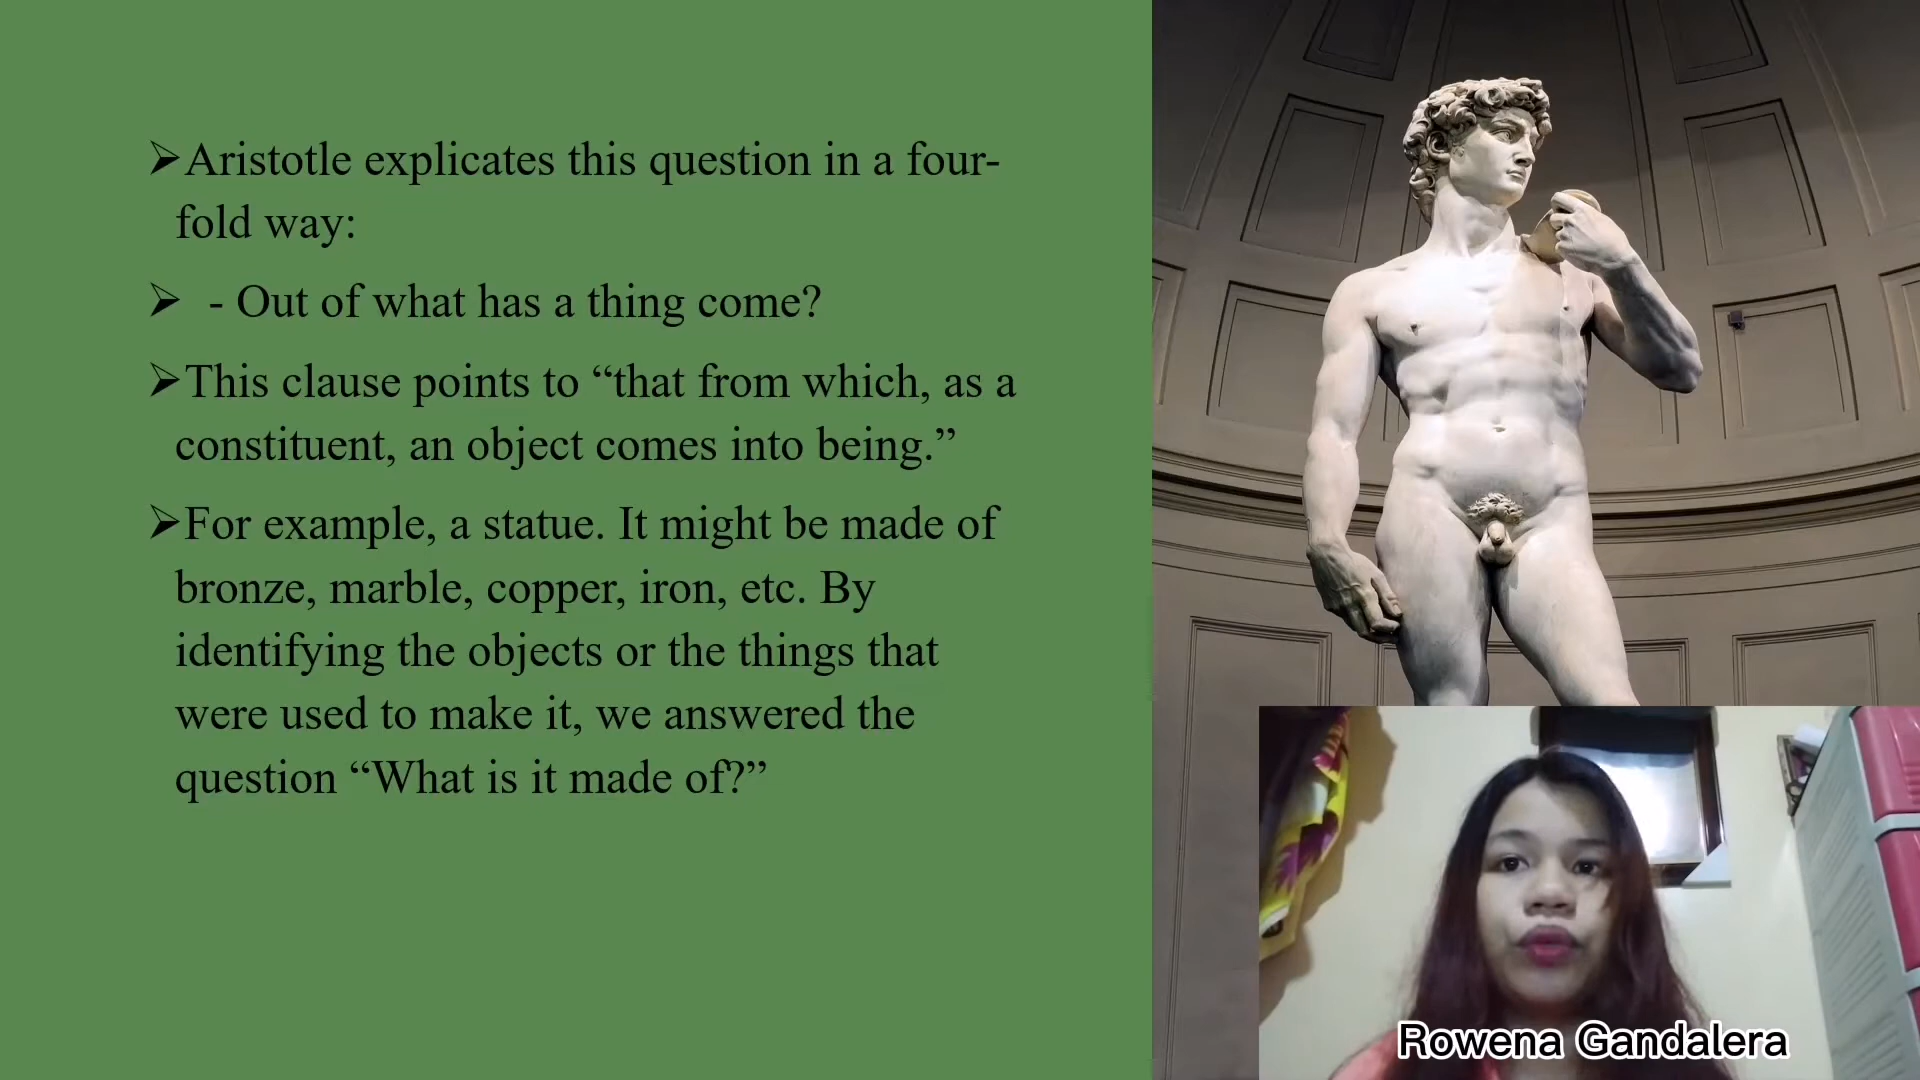 ➢Aristotle explicates this question in a four-
fold way:
➢ - Out of what has a thing come?
➢This clause points to “that from which, as a
constituent, an object comes into being.”
➢For example, a statue. It might be made of
bronze, marble, copper, iron, etc. By
identifying the objects or the things that
were used to make it, we answered the
question “What is it made of?”
Rowena Gandalera